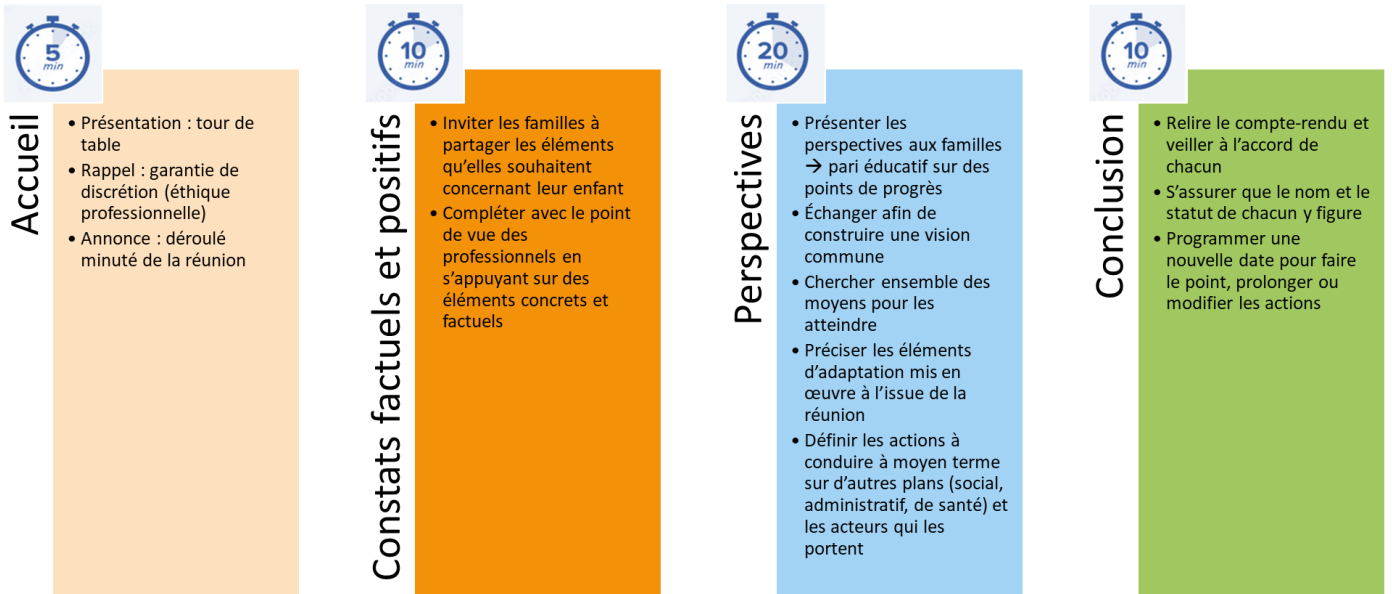 5
min
Accueil
• Présentation : tour de
table
• Rappel : garantie de
discrétion (éthique
professionnelle)
• Annonce : déroulé
minuté de la réunion
10
min
Constats factuels et positifs
• Inviter les familles à
partager les éléments
qu’elles souhaitent
concernant leur enfant
• Compléter avec le point
de vue des
professionnels en
s’appuyant sur des
éléments concrets et
factuels
20
min
Perspectives
• Présenter les
perspectives aux familles
→ pari éducatif sur des
points de progrès
• Échanger afin de
construire une vision
commune
• Chercher ensemble des
moyens pour les
atteindre
• Préciser les éléments
d’adaptation mis en
œuvre à l’issue de la
réunion
• Définir les actions à
conduire à moyen terme
sur d’autres plans (social,
administratif, de santé) et
les acteurs qui les
portent
10
min
Conclusion
• Relire le compte-rendu et
veiller à l’accord de
chacun
• S’assurer que le nom et le
statut de chacun y figure
• Programmer une
nouvelle date pour faire
le point, prolonger ou
modifier les actions